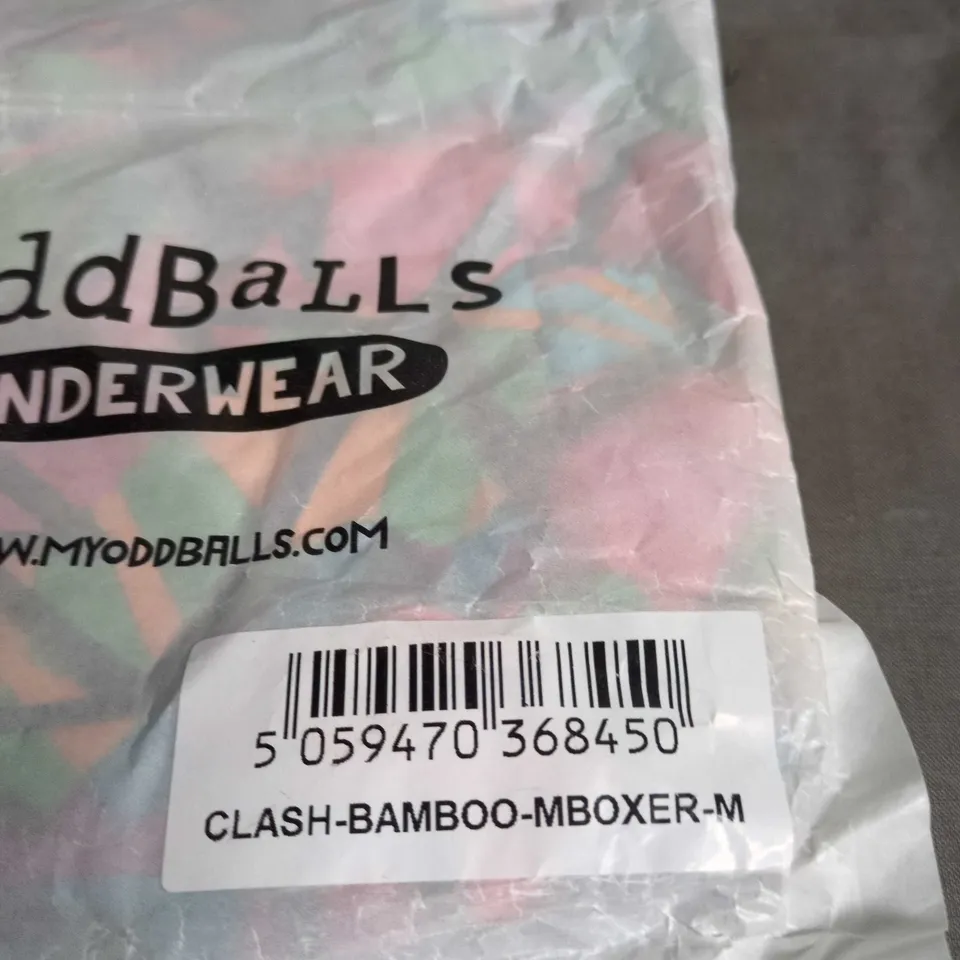 ddBaLLs
NDERWEAR
W.MYODDBALLS.COM
5 059470 368450
CLASH-BAMBOO-MBOXER-M